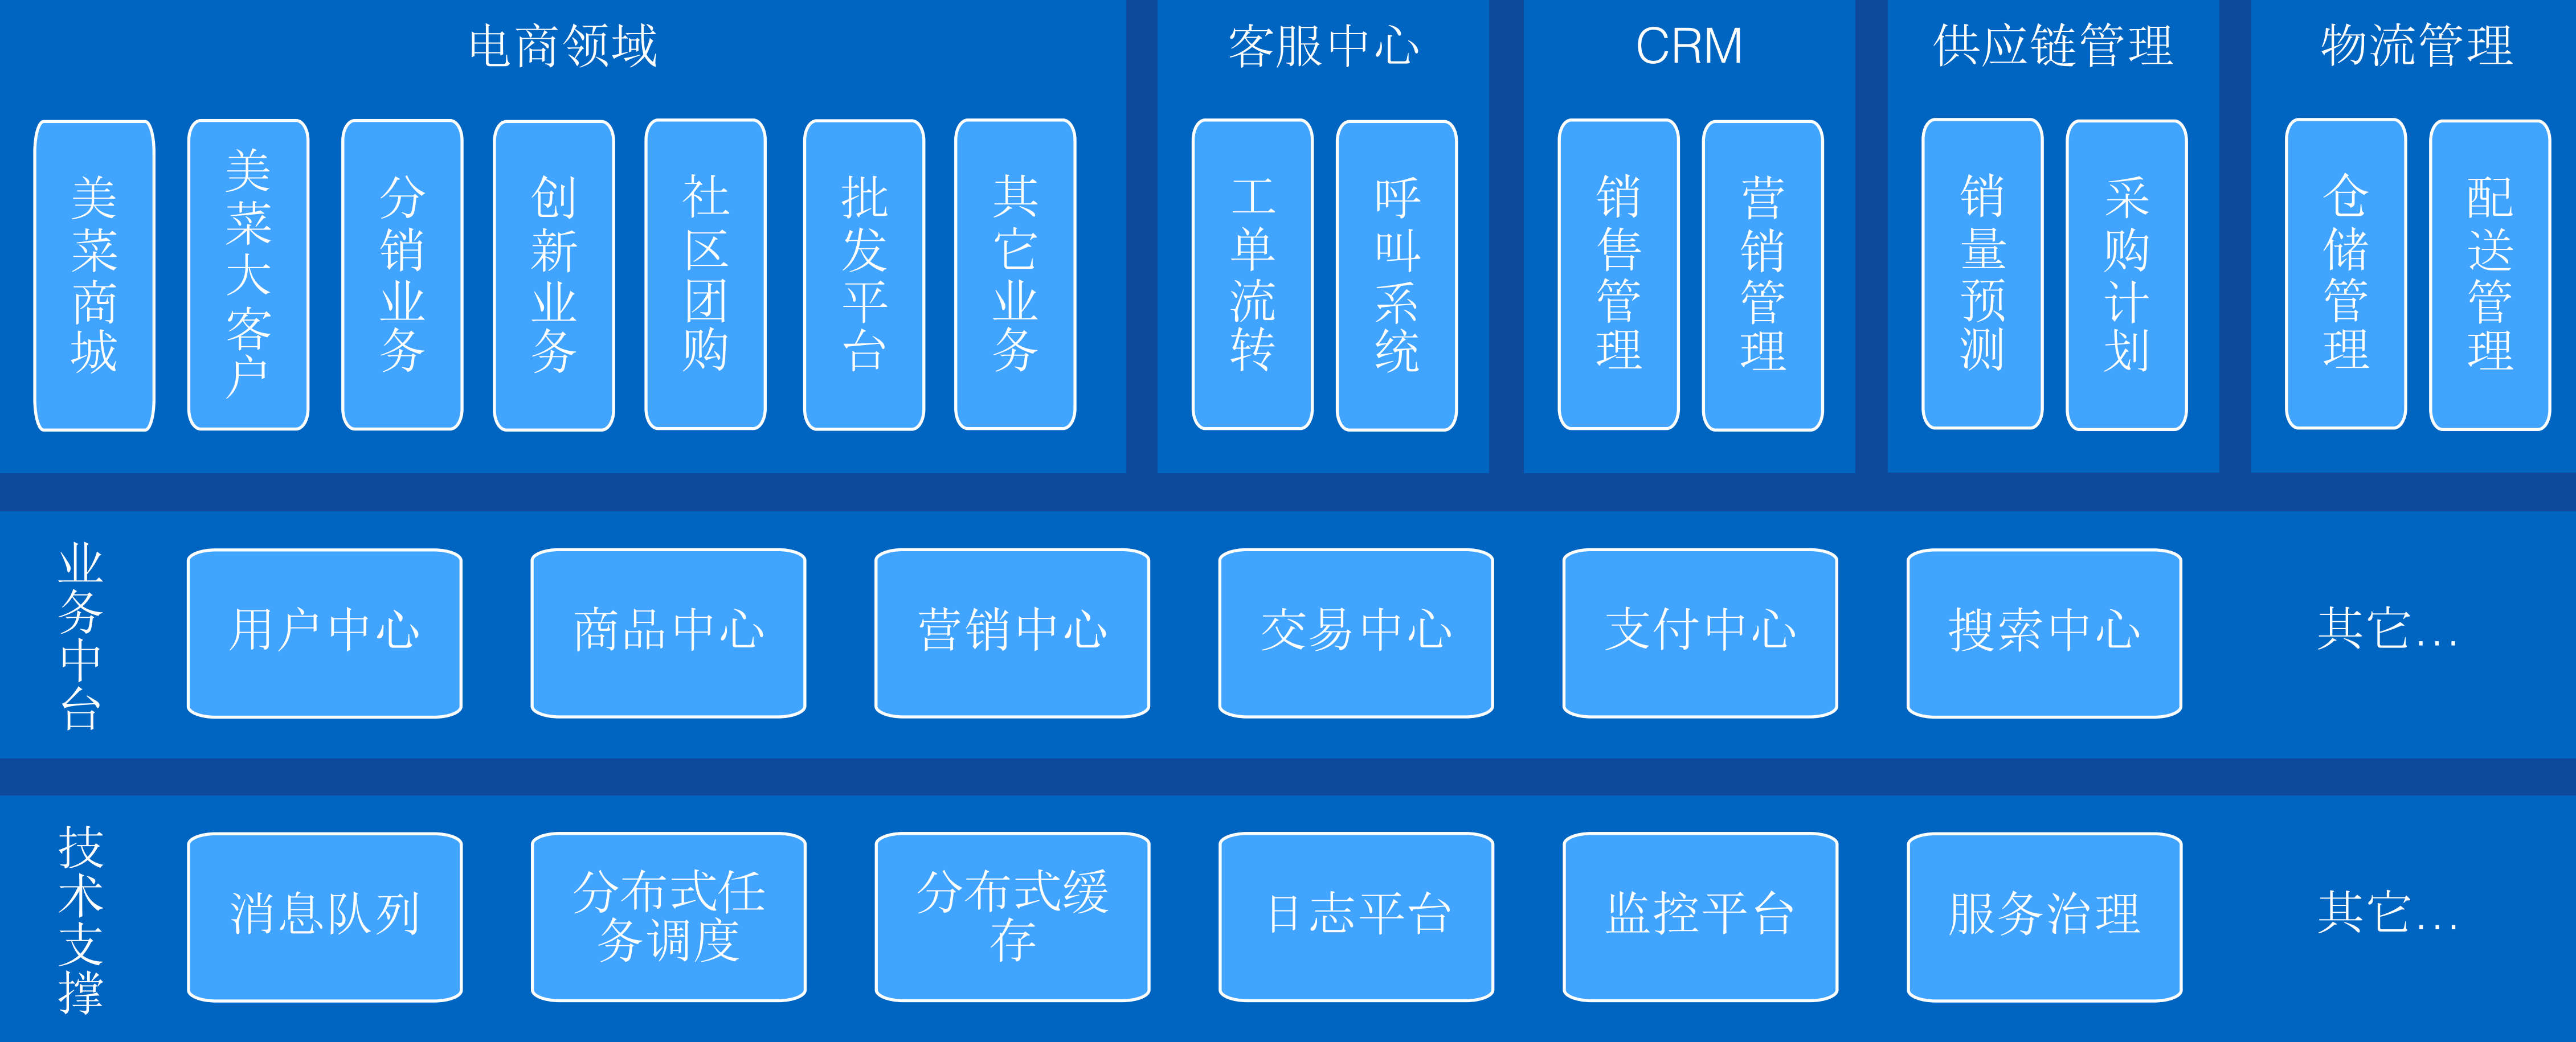 电商领域
美菜商城
美菜大客户
分销业务
创新业务
社区团购
批发平台
其它业务
客服中心
工单流转
呼叫系统
CRM
销售管理
营销管理
供应链管理
销量预测
采购计划
物流管理
仓储管理
配送管理
业务中台
用户中心
商品中心
营销中心
交易中心
支付中心
搜索中心
其它...
技术支撑
消息队列
分布式任
务调度
分布式缓
存
日志平台
监控平台
服务治理
其它...